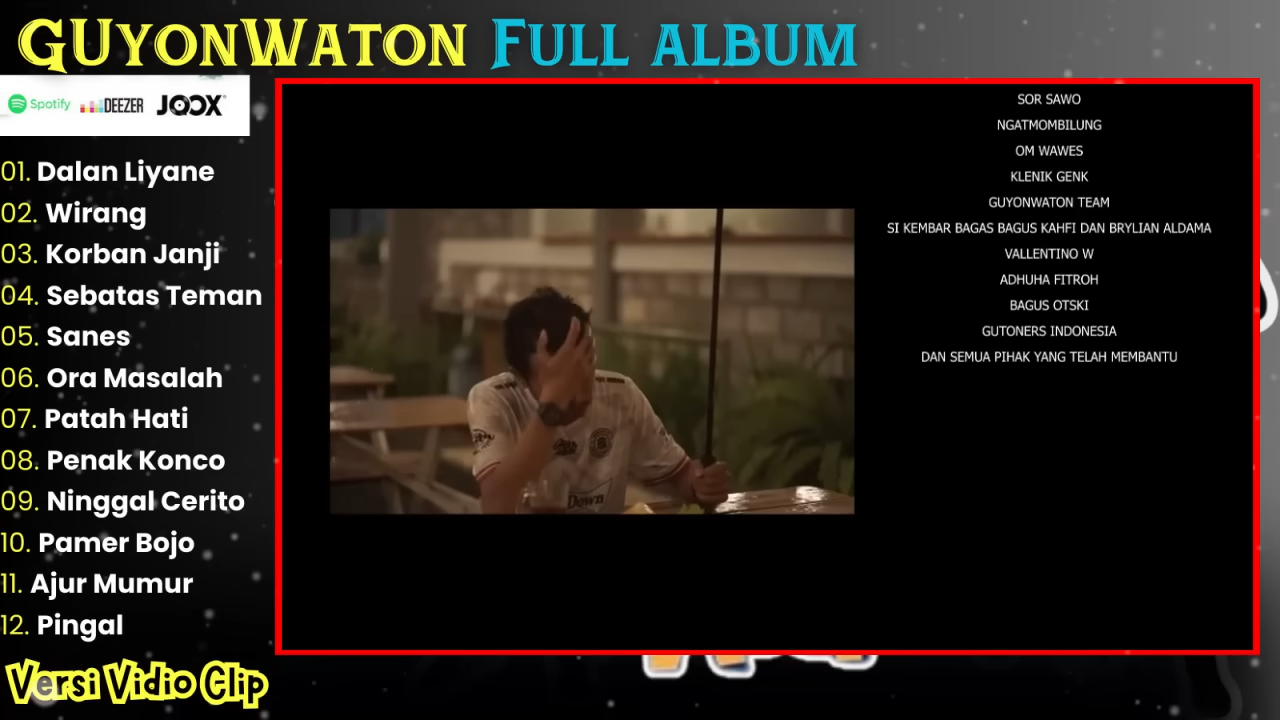 GUYONWATON FULL ALBUM
Spotify DEEZER JOOX
01. Dalan Liyane
02. Wirang
03. Korban Janji
04. Sebatas Teman
05. Sanes
06. Ora Masalah
07. Patah Hati
08. Penak Konco
09. Ninggal Cerito
10. Pamer Bojo
11. Ajur Mumur
12. Pingal
Versi Vidio Clip
SOR SAWO
NGATMOMBILUNG
OM WAWES
KLENIK GENK
GUYONWATON TEAM
SI KEMBAR BAGAS BAGUS KAHFI DAN BRYLIAN ALDAMA
VALLENTINO W
ADHUHA FITROH
BAGUS OTSKI
GUTONERS INDONESIA
DAN SEMUA PIHAK YANG TELAH MEMBANTU
Down